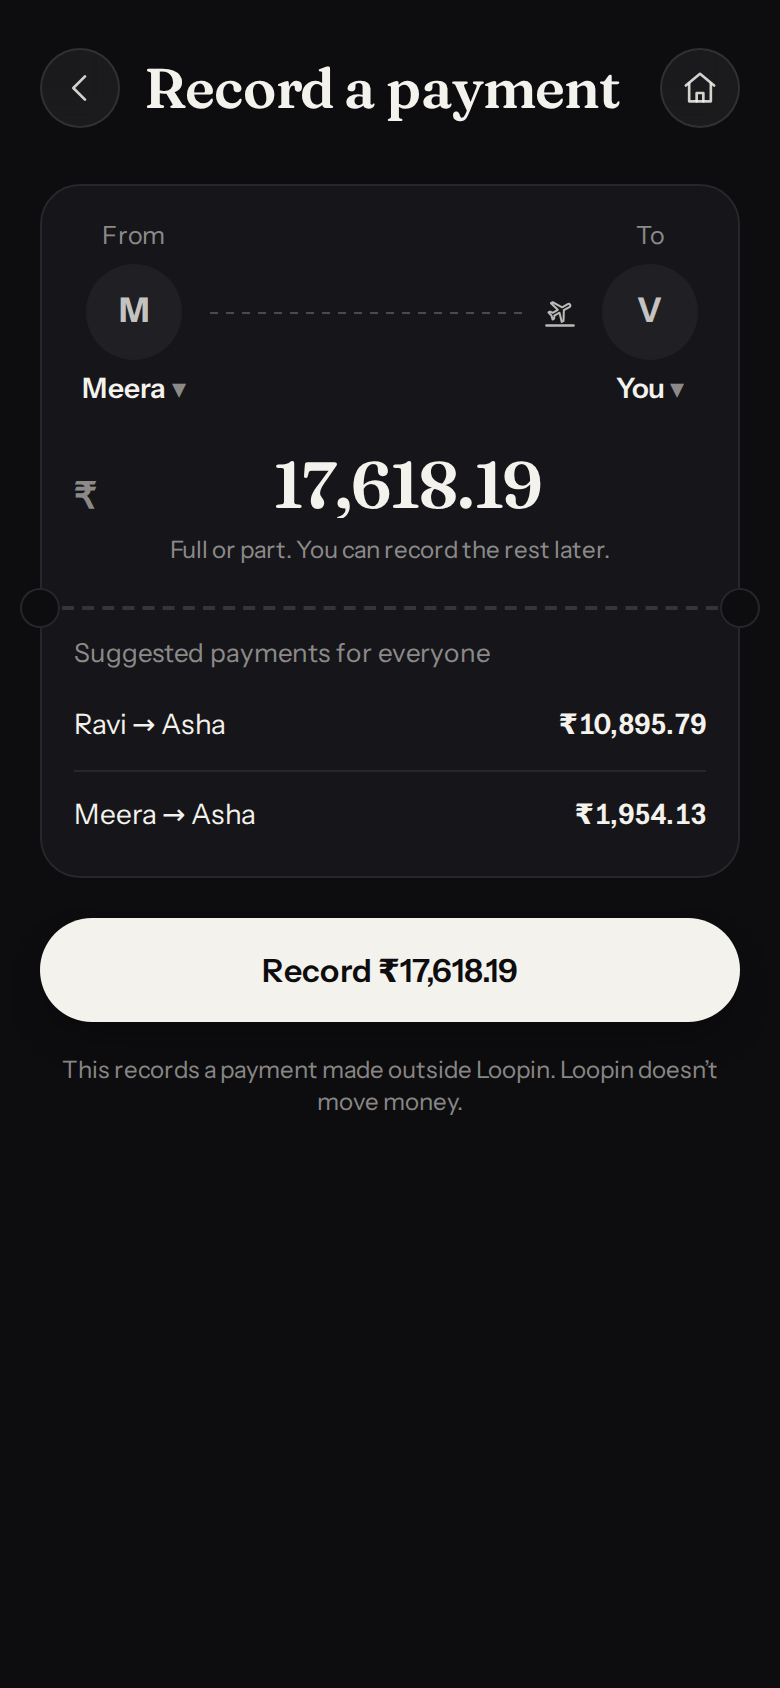 Record a payment
From
To
M
V
Meera ▾
You ▾
₹ 17,618.19
Full or part. You can record the rest later.
Suggested payments for everyone
Ravi → Asha ₹10,895.79
Meera → Asha ₹1,954.13
Record ₹17,618.19
This records a payment made outside Loopin. Loopin doesn’t
move money.